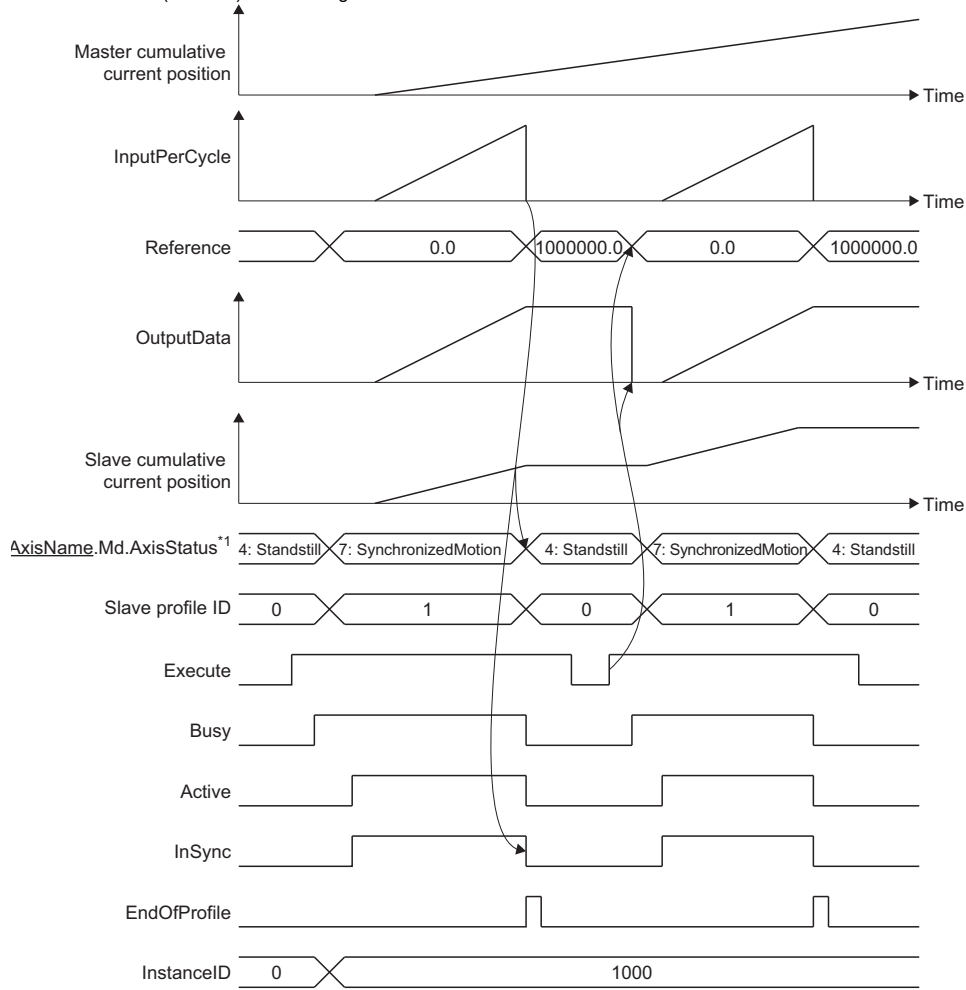 Master cumulative
current position
Time
InputPerCycle
Time
Reference
0.0
1000000.0
0.0
1000000.0
OutputData
Time
Slave cumulative
current position
Time
AxisName.Md.AxisStatus*1
4: Standstill
7: SynchronizedMotion
4: Standstill
7: SynchronizedMotion
4: Standstill
Slave profile ID
0
1
0
1
0
Execute
Busy
Active
InSync
EndOfProfile
InstanceID
0
1000